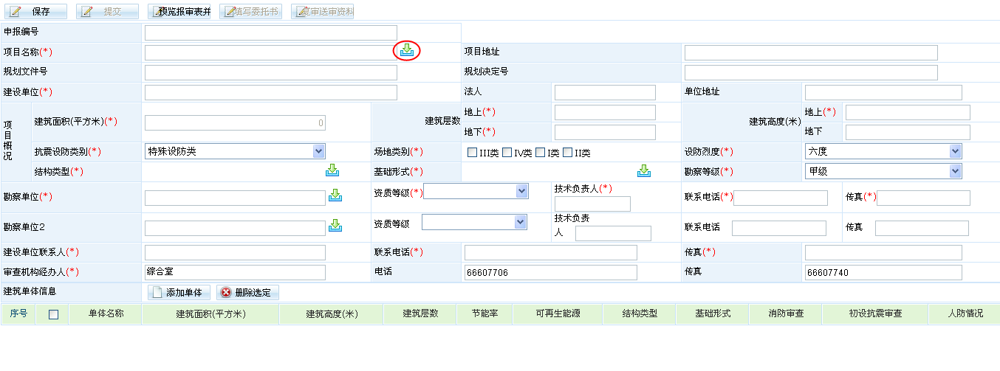 保存 提交 预览报审表并 填写委托书 复审送审资料
申报编号
项目名称(*) 项目地址
规划文件号 规划决定号
建设单位(*) 法人 单位地址
项目概况 建筑面积(平方米)(*) 0 建筑层数 地上(*) 建筑高度(米) 地上(*)
地下(*) 地下
抗震设防类别(*) 特殊设防类 场地类别(*) III类 IV类 I类 II类 设防烈度(*) 六度
结构类型(*) 基础形式(*) 勘察等级(*) 甲级
勘察单位(*) 资质等级(*) 技术负责人(*) 联系电话(*) 传真(*)
勘察单位2 资质等级 技术负责人 联系电话 传真
建设单位联系人(*) 联系电话(*) 传真(*)
审查机构经办人(*) 综合室 电话 66607706 传真 66607740
建筑单体信息 添加单体 删除选定
序号 单体名称 建筑面积(平方米) 建筑高度(米) 建筑层数 节能率 可再生能源 结构类型 基础形式 消防审查 初设抗震审查 人防情况